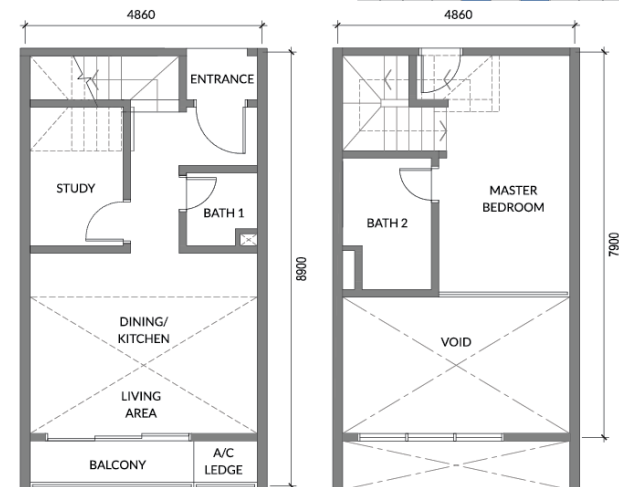 4860
4860
ENTRANCE
STUDY
BATH 1
MASTER
BEDROOM
BATH 2
8900
7900
DINING/
KITCHEN
VOID
LIVING
AREA
BALCONY
A/C
LEDGE